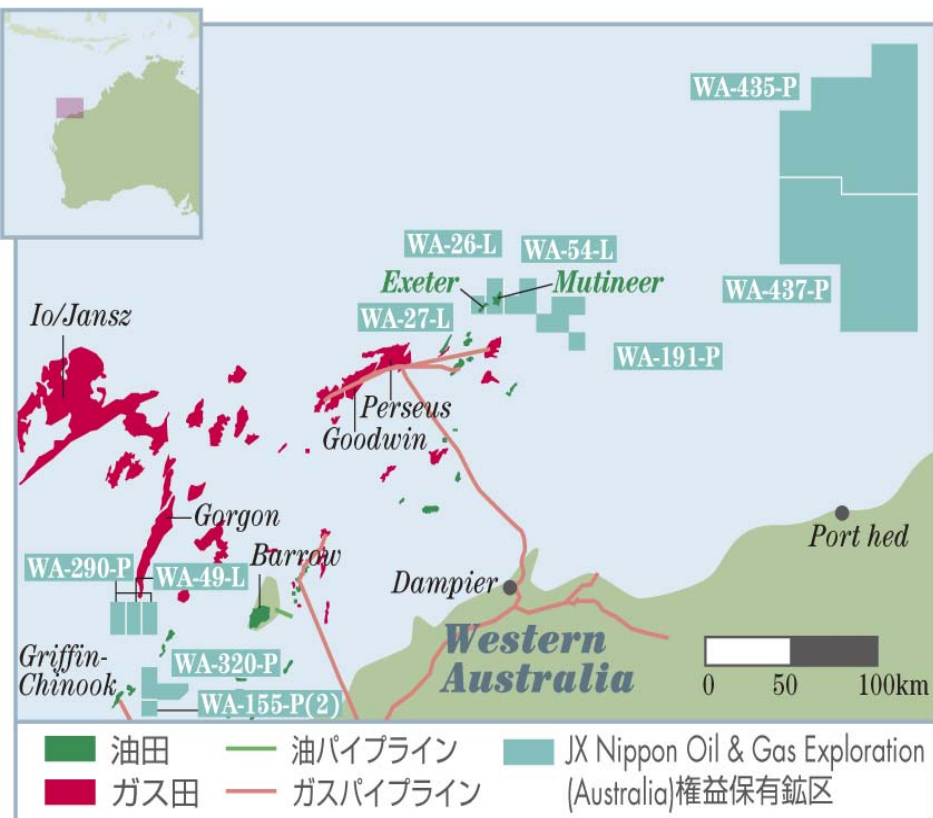 WA-435-P
WA-26-L
WA-54-L
Exeter
Mutineer
WA-437-P
Io/Jansz
WA-27-L
WA-191-P
Perseus
Goodwin
Gorgon
Port hed
Barrow
WA-290-P
WA-49-L
Dampier
Western
Australia
Griffin-
Chinook
WA-320-P
WA-155-P(2)
0 50 100km
油田
油パイプライン
JX Nippon Oil & Gas Exploration
(Australia)権益保有鉱区
ガス田
ガスパイプライン